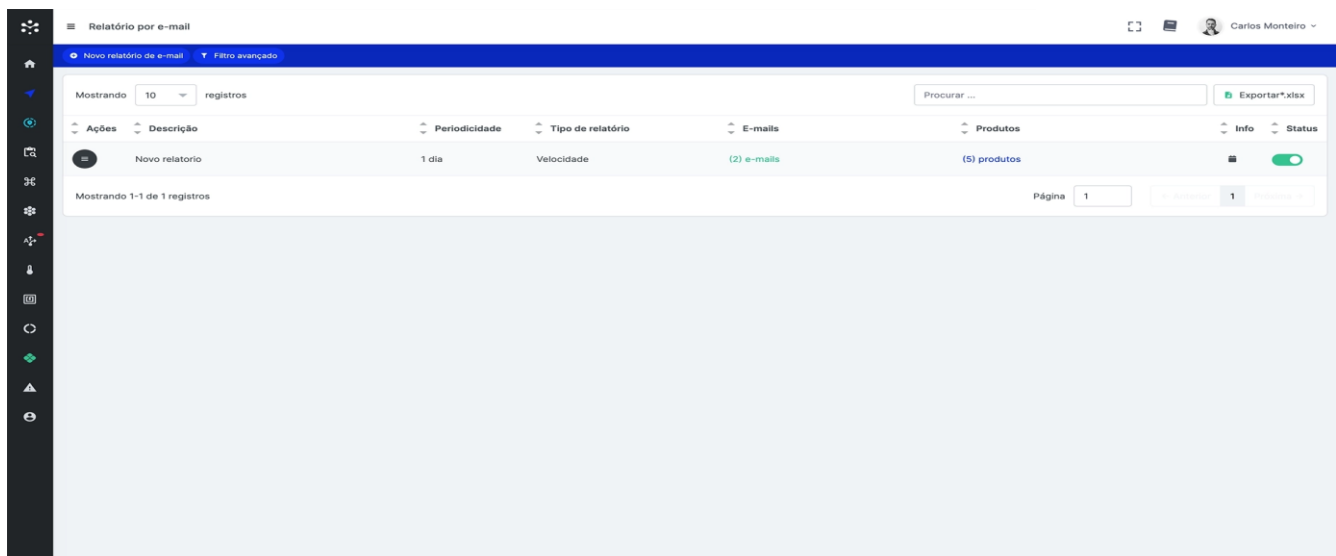 Relatório por e-mail
Carlos Monteiro
Novo relatório de e-mail Filtro avançado
Mostrando 10 registros Procurar ... Exportar*.xlsx
Ações Descrição Periodicidade Tipo de relatório E-mails Produtos Info Status
Novo relatorio 1 dia Velocidade (2) e-mails (5) produtos
Mostrando 1-1 de 1 registros Página 1 1